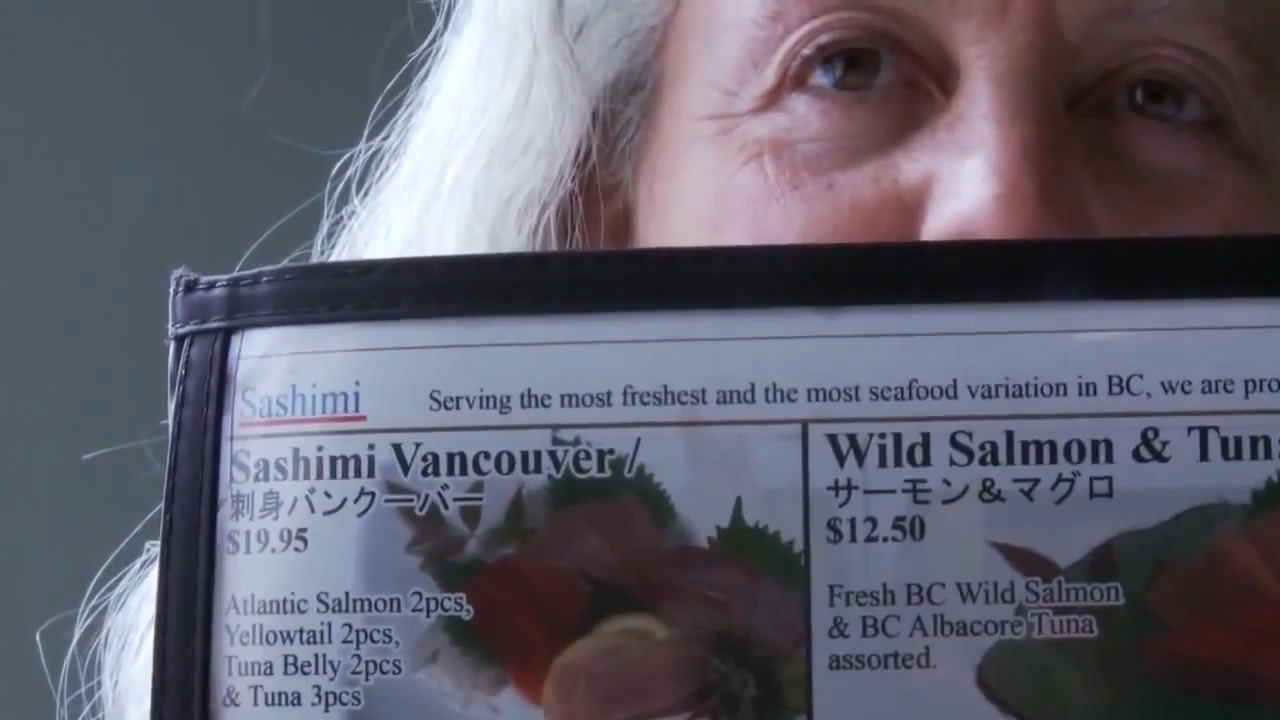 Sashimi
Serving the most freshest and the most seafood variation in BC, we are pro
Sashimi Vancouver /
刺身バンクーバー
$19.95
Atlantic Salmon 2pcs,
Yellowtail 2pcs,
Tuna Belly 2pcs
& Tuna 3pcs
Wild Salmon & Tuna
サーモン&マグロ
$12.50
Fresh BC Wild Salmon
& BC Albacore Tuna
assorted.